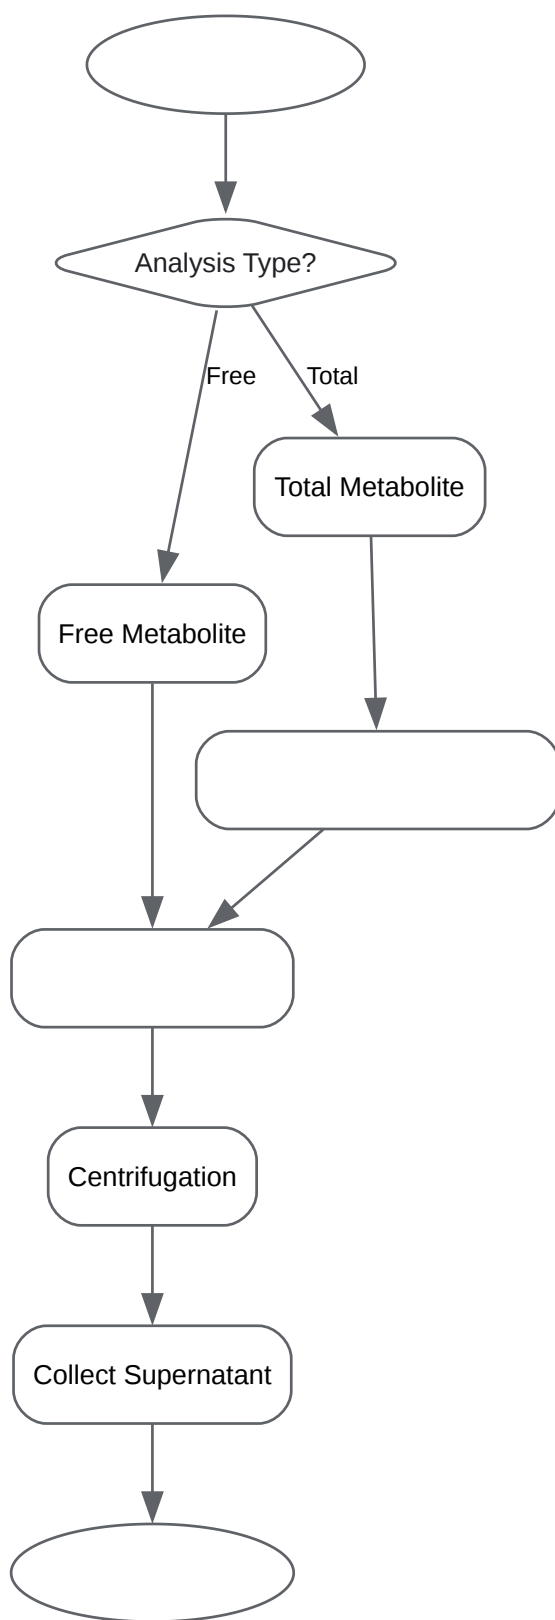 Analysis Type?
Free
Total
Total Metabolite
Free Metabolite
Centrifugation
Collect Supernatant